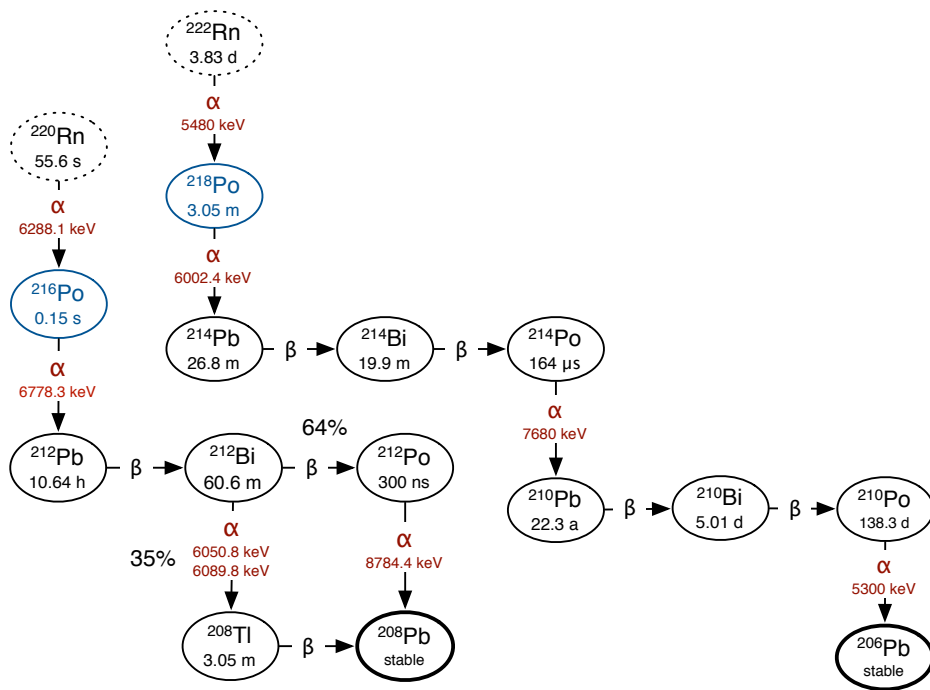 ²²²Rn
3.83 d
α
5480 keV
²²⁰Rn
55.6 s
α
6288.1 keV
²¹⁸Po
3.05 m
α
6002.4 keV
²¹⁶Po
0.15 s
α
6778.3 keV
²¹⁴Pb
26.8 m
β
²¹⁴Bi
19.9 m
β
²¹⁴Po
164 µs
α
7680 keV
²¹²Pb
10.64 h
β
²¹²Bi
60.6 m
64%
β
²¹²Po
300 ns
²¹⁰Pb
22.3 a
β
²¹⁰Bi
5.01 d
β
²¹⁰Po
138.3 d
35%
α
6050.8 keV
6089.8 keV
α
8784.4 keV
α
5300 keV
²⁰⁸Tl
3.05 m
β
²⁰⁸Pb
stable
²⁰⁶Pb
stable